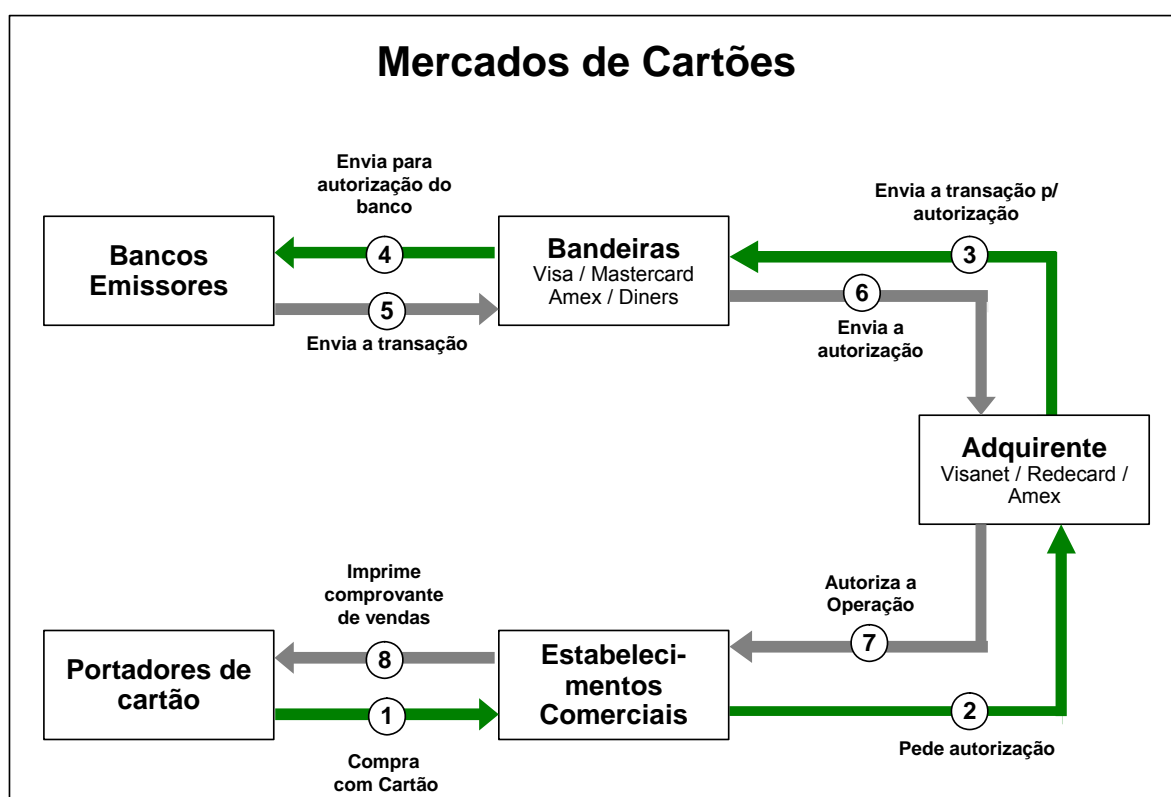 Mercados de Cartões
Envia para
autorização do
banco
Envia a transação p/
autorização
Bancos
Emissores
4
Bandeiras
Visa / Mastercard
Amex / Diners
3
5
Envia a transação
6
Envia a
autorização
Adquirente
Visanet / Redecard /
Amex
Imprime
comprovante
de vendas
Autoriza a
Operação
Portadores de
cartão
8
Estabeleci-
mentos
Comerciais
7
1
2
Compra
com Cartão
Pede autorização